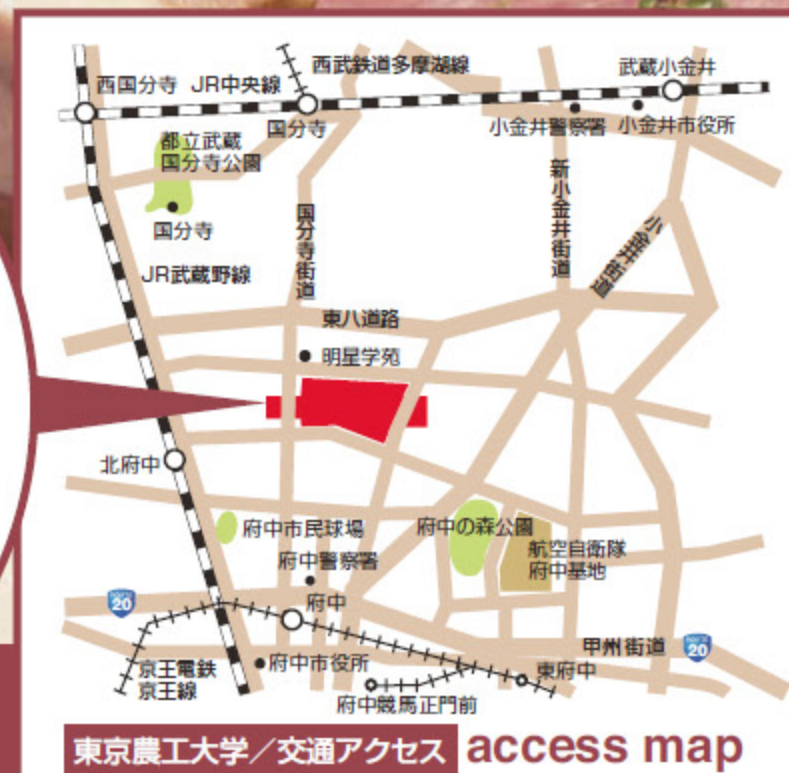 西武鉄道多摩湖線
武蔵小金井
西国分寺
JR中央線
国分寺
小金井警察署
小金井市役所
都立武蔵
国分寺公園
国分寺
国分寺街道
新小金井街道
小金井街道
JR武蔵野線
東八道路
明星学苑
北府中
府中市民球場
府中の森公園
航空自衛隊
府中基地
府中警察署
ROUTE
20
府中
甲州街道
ROUTE
20
京王電鉄
京王線
府中市役所
東府中
府中競馬正門前
東京農工大学／交通アクセス access map